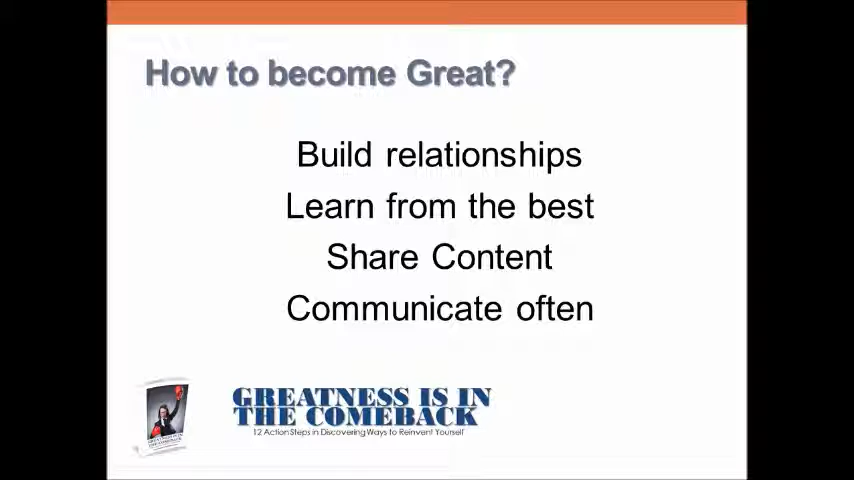 How to become Great?
Build relationships
Learn from the best
Share Content
Communicate often
GREATNESS IS IN
THE COMEBACK
12 Action Steps in Discovering Ways to Reinvent Yourself